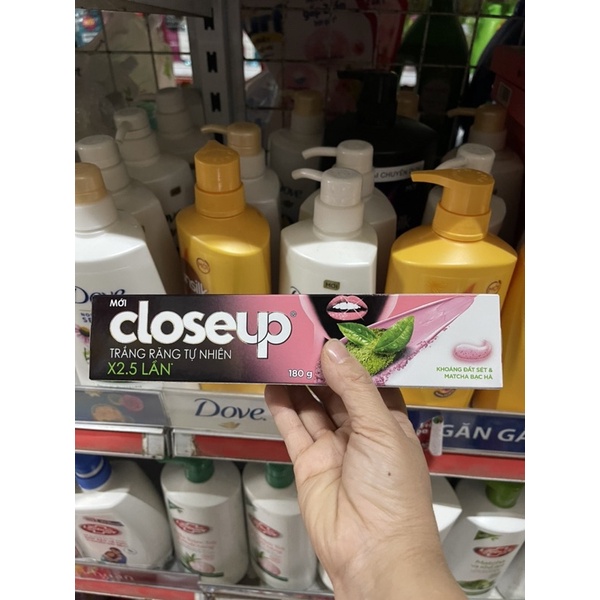 MỚI
closeup®
TRẮNG RĂNG TỰ NHIÊN
X2.5 LẦN*
180 g
KHOÁNG ĐẤT SÉT &
MATCHA BẠC HÀ
Dove
Dove
GĂN GA